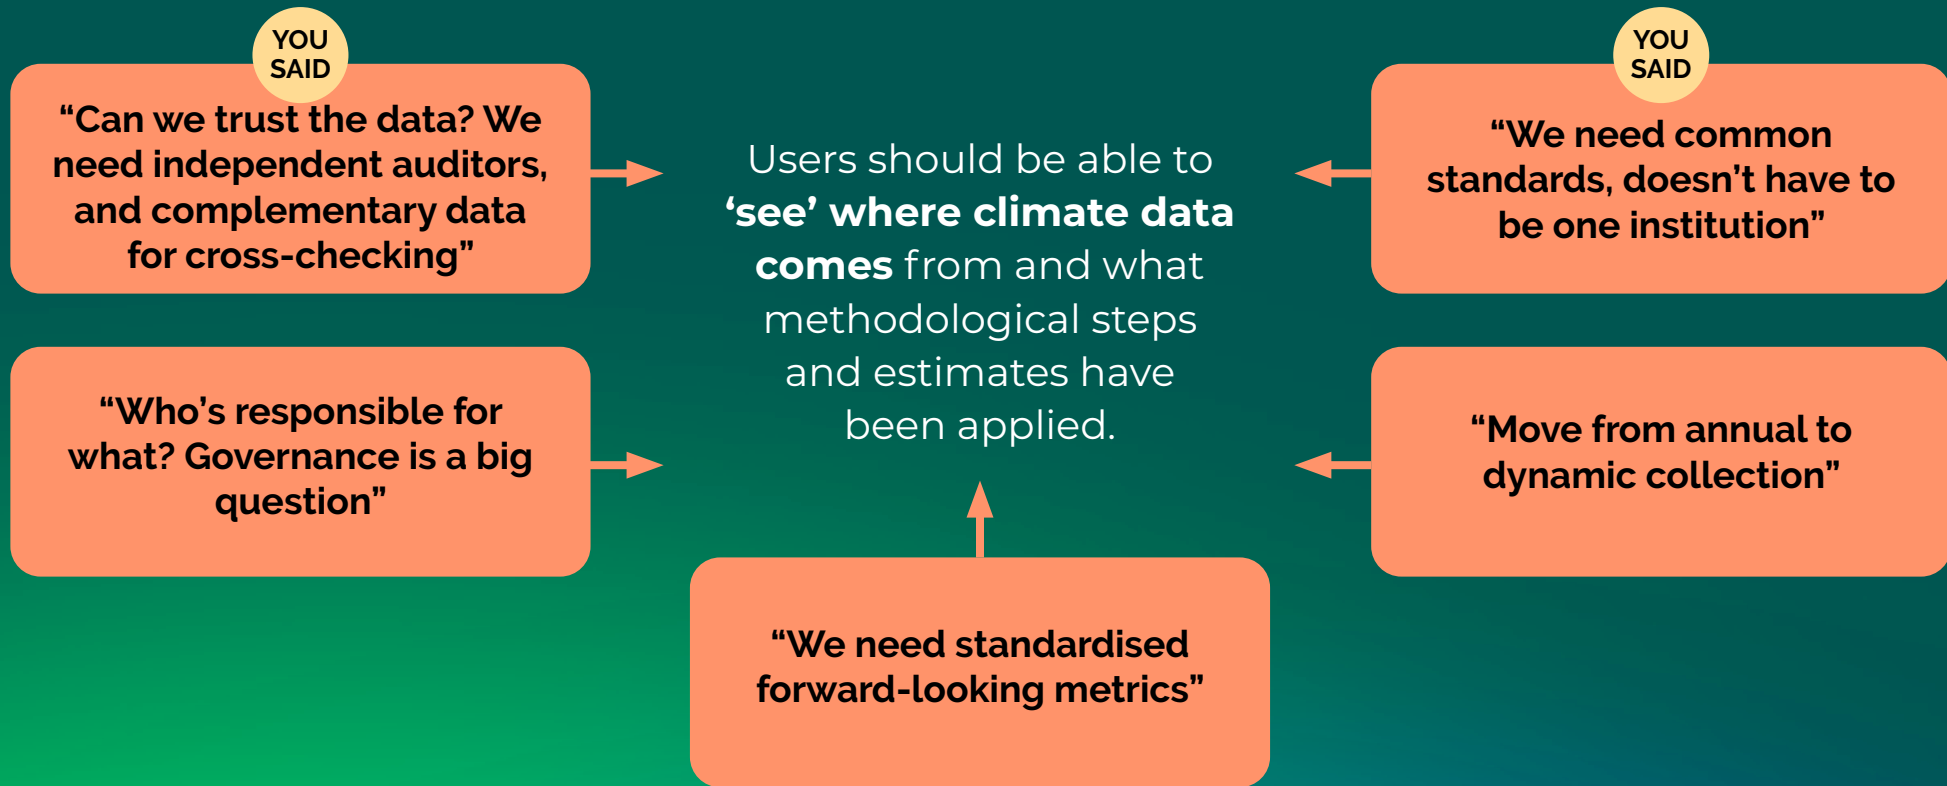 YOU
SAID
“Can we trust the data? We
need independent auditors,
and complementary data
for cross-checking”
“Who’s responsible for
what? Governance is a big
question”
Users should be able to
‘see’ where climate data
comes from and what
methodological steps
and estimates have
been applied.
“We need standardised
forward-looking metrics”
YOU
SAID
“We need common
standards, doesn’t have to
be one institution”
“Move from annual to
dynamic collection”